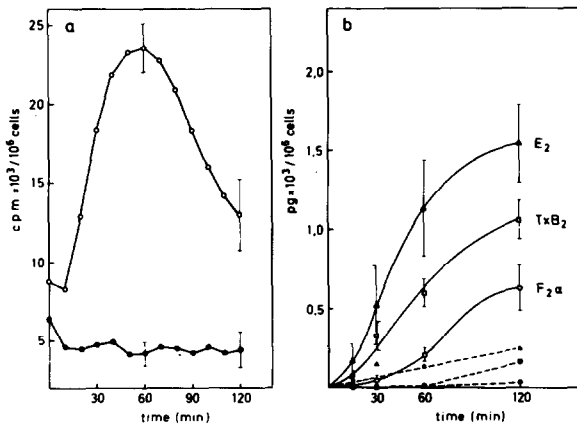 a
cpm × 10³ / 10⁶ cells
25
20
15
10
5
30
60
90
120
time (min)
b
pg × 10³ / 10⁶ cells
2,0
1,5
1,0
0,5
E₂
TxB₂
F₂α
30
60
120
time (min)